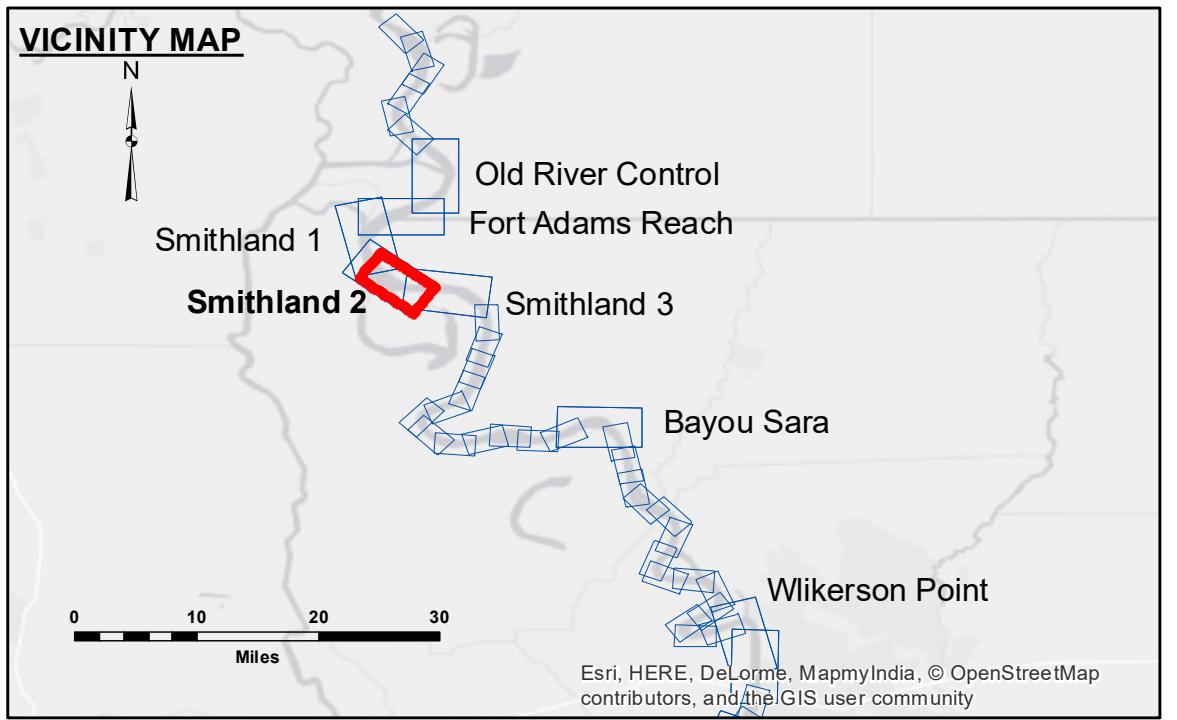 VICINITY MAP
N
Old River Control
Fort Adams Reach
Smithland 1
Smithland 2
Smithland 3
Bayou Sara
Wlikerson Point
0 10 20 30
Miles
Esri, HERE, DeLorme, MapmyIndia, © OpenStreetMap
contributors, and the GIS user community